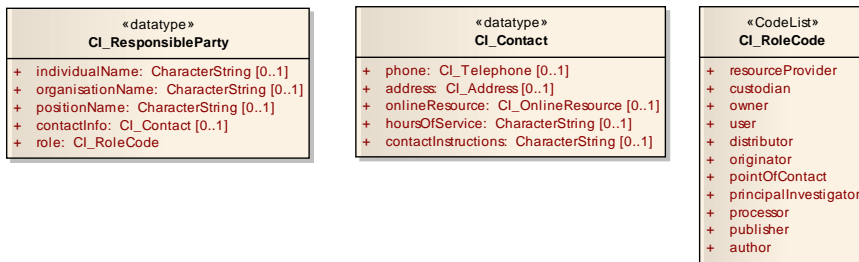 «datatype»
CI_ResponsibleParty
+ individualName: CharacterString [0..1]
+ organisationName: CharacterString [0..1]
+ positionName: CharacterString [0..1]
+ contactInfo: CI_Contact [0..1]
+ role: CI_RoleCode
«datatype»
CI_Contact
+ phone: CI_Telephone [0..1]
+ address: CI_Address [0..1]
+ onlineResource: CI_OnlineResource [0..1]
+ hoursOfService: CharacterString [0..1]
+ contactInstructions: CharacterString [0..1]
«CodeList»
CI_RoleCode
+ resourceProvider
+ custodian
+ owner
+ user
+ distributor
+ originator
+ pointOfContact
+ principalInvestigator
+ processor
+ publisher
+ author